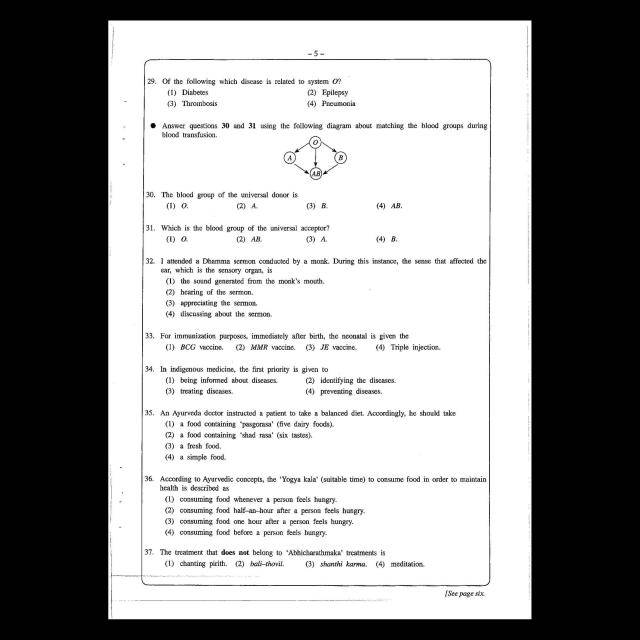 – 5 –
29. Of the following which disease is related to system O?
(1) Diabetes (2) Epilepsy
(3) Thrombosis (4) Pneumonia
● Answer questions 30 and 31 using the following diagram about matching the blood groups during
blood transfusion.
O
A B
AB
30. The blood group of the universal donor is
(1) O. (2) A. (3) B. (4) AB.
31. Which is the blood group of the universal acceptor?
(1) O. (2) AB. (3) A. (4) B.
32. I attended a Dhamma sermon conducted by a monk. During this instance, the sense that affected the
ear, which is the sensory organ, is
(1) the sound generated from the monk's mouth.
(2) hearing of the sermon.
(3) appreciating the sermon.
(4) discussing about the sermon.
33. For immunization purposes, immediately after birth, the neonatal is given the
(1) BCG vaccine. (2) MMR vaccine. (3) JE vaccine. (4) Triple injection.
34. In indigenous medicine, the first priority is given to
(1) being informed about diseases. (2) identifying the diseases.
(3) treating diseases. (4) preventing diseases.
35. An Ayurveda doctor instructed a patient to take a balanced diet. Accordingly, he should take
(1) a food containing 'pasgorasa' (five dairy foods).
(2) a food containing 'shad rasa' (six tastes).
(3) a fresh food.
(4) a simple food.
36. According to Ayurvedic concepts, the 'Yogya kala' (suitable time) to consume food in order to maintain
health is described as
(1) consuming food whenever a person feels hungry.
(2) consuming food half–an–hour after a person feels hungry.
(3) consuming food one hour after a person feels hungry.
(4) consuming food before a person feels hungry.
37. The treatment that does not belong to 'Abhicharathmaka' treatments is
(1) chanting pirith. (2) bali–thovil. (3) shanthi karma. (4) meditation.
[See page six.